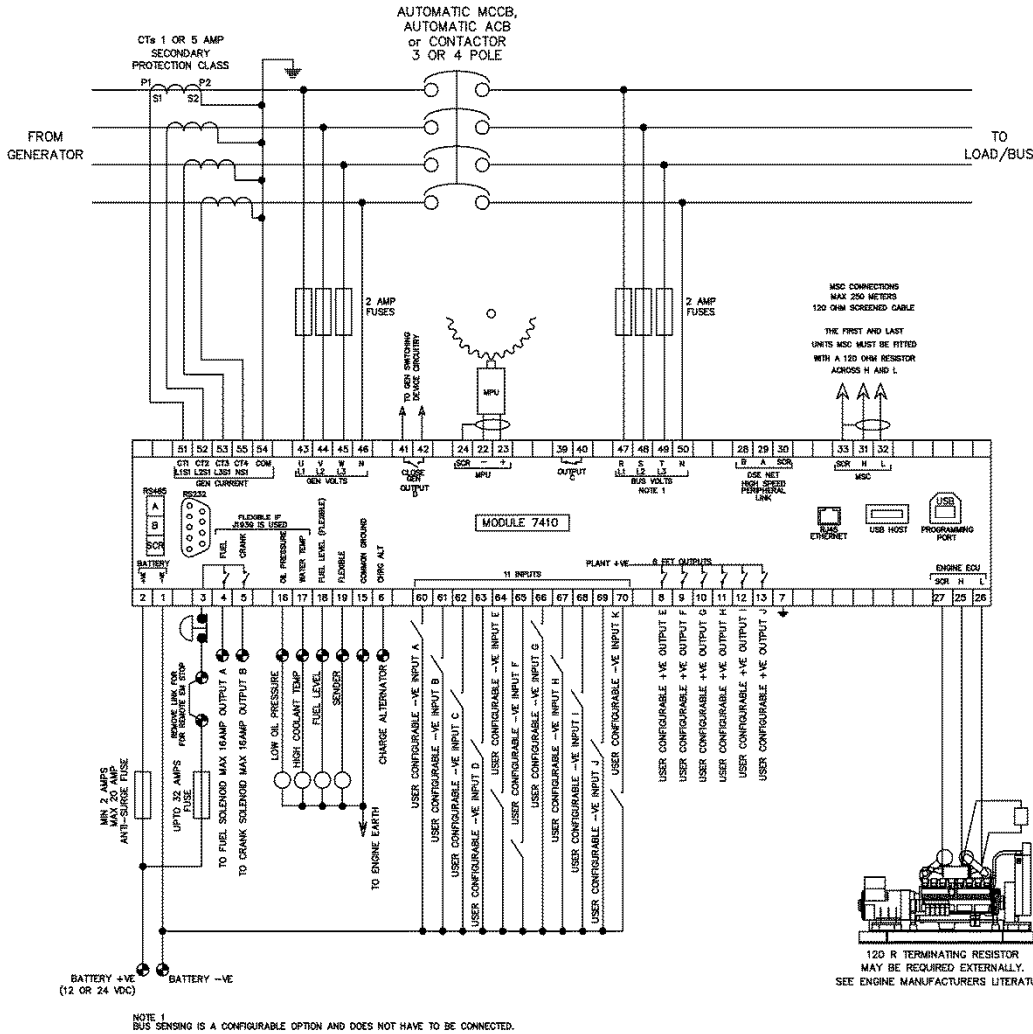 AUTOMATIC MCCB,
AUTOMATIC ACB
or CONTACTOR
3 OR 4 POLE
CTs 1 OR 5 AMP
SECONDARY
PROTECTION CLASS
P1 P2
S1 S2
FROM
GENERATOR
TO
LOAD/BUS
2 AMP
FUSES
2 AMP
FUSES
MSC CONNECTIONS
MAX 250 METERS
120 OHM SCREENED CABLE
THE FIRST AND LAST
UNITS MSC MUST BE FITTED
WITH A 120 OHM RESISTOR
ACROSS H AND L
TO GEN SWITCHING
DEVICE CIRCUITRY
MPU
51 52 53 55 54 43 44 45 46 41 42 24 22 23 39 40 47 48 49 50 28 29 30 33 31 32
CT1 CT2 CT3 CT4 COM
L1S1 L2S1 L3S1 NS1
GEN CURRENT
U V W N
L1 L2 L3
GEN VOLTS
CLOSE
GEN
OUTPUT
D
SCR - +
MPU
OUTPUT
C
R S T N
L1 L2 L3
BUS VOLTS
NOTE 1
B A SCR
DSE NET
HIGH SPEED
PERIPHERAL
LINK
SCR H L
MSC
RS485
A
B
SCR
RS232
FLEXIBLE IF
J1939 IS USED
FUEL
CRANK
OIL PRESSURE
WATER TEMP
FUEL LEVEL (FLEXIBLE)
FLEXIBLE
COMMON GROUND
CHRG ALT
MODULE 7410
RJ45
ETHERNET
USB HOST
USB
PROGRAMMING
PORT
BATTERY
+VE
-VE
11 INPUTS
PLANT +VE
6 FET OUTPUTS
ENGINE ECU
SCR H L
2 1 3 4 5 16 17 18 19 15 6 60 61 62 63 64 65 66 67 68 69 70 8 9 10 11 12 13 7 27 25 26
REMOVE LINK FOR
FOR REMOTE EM STOP
MIN 2 AMPS
MAX 20 AMP
ANTI-SURGE FUSE
UPTO 32 AMPS
FUSE
TO FUEL SOLENOID MAX 16AMP OUTPUT A
TO CRANK SOLENOID MAX 16AMP OUTPUT B
LOW OIL PRESSURE
HIGH COOLANT TEMP
FUEL LEVEL
SENDER
TO ENGINE EARTH
CHARGE ALTERNATOR
USER CONFIGURABLE -VE INPUT A
USER CONFIGURABLE -VE INPUT B
USER CONFIGURABLE -VE INPUT C
USER CONFIGURABLE -VE INPUT D
USER CONFIGURABLE -VE INPUT E
USER CONFIGURABLE -VE INPUT F
USER CONFIGURABLE -VE INPUT G
USER CONFIGURABLE -VE INPUT H
USER CONFIGURABLE -VE INPUT I
USER CONFIGURABLE -VE INPUT J
USER CONFIGURABLE -VE INPUT K
USER CONFIGURABLE +VE OUTPUT E
USER CONFIGURABLE +VE OUTPUT F
USER CONFIGURABLE +VE OUTPUT G
USER CONFIGURABLE +VE OUTPUT H
USER CONFIGURABLE +VE OUTPUT I
USER CONFIGURABLE +VE OUTPUT J
BATTERY +VE
(12 OR 24 VDC)
BATTERY -VE
120 R TERMINATING RESISTOR
MAY BE REQUIRED EXTERNALLY.
SEE ENGINE MANUFACTURERS LITERATU
NOTE 1
BUS SENSING IS A CONFIGURABLE OPTION AND DOES NOT HAVE TO BE CONNECTED.